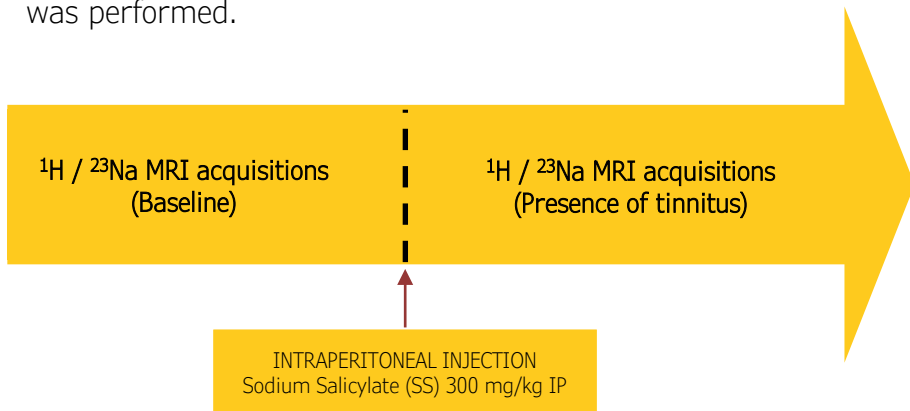 was performed.
¹H / ²³Na MRI acquisitions
(Baseline)
¹H / ²³Na MRI acquisitions
(Presence of tinnitus)
INTRAPERITONEAL INJECTION
Sodium Salicylate (SS) 300 mg/kg IP